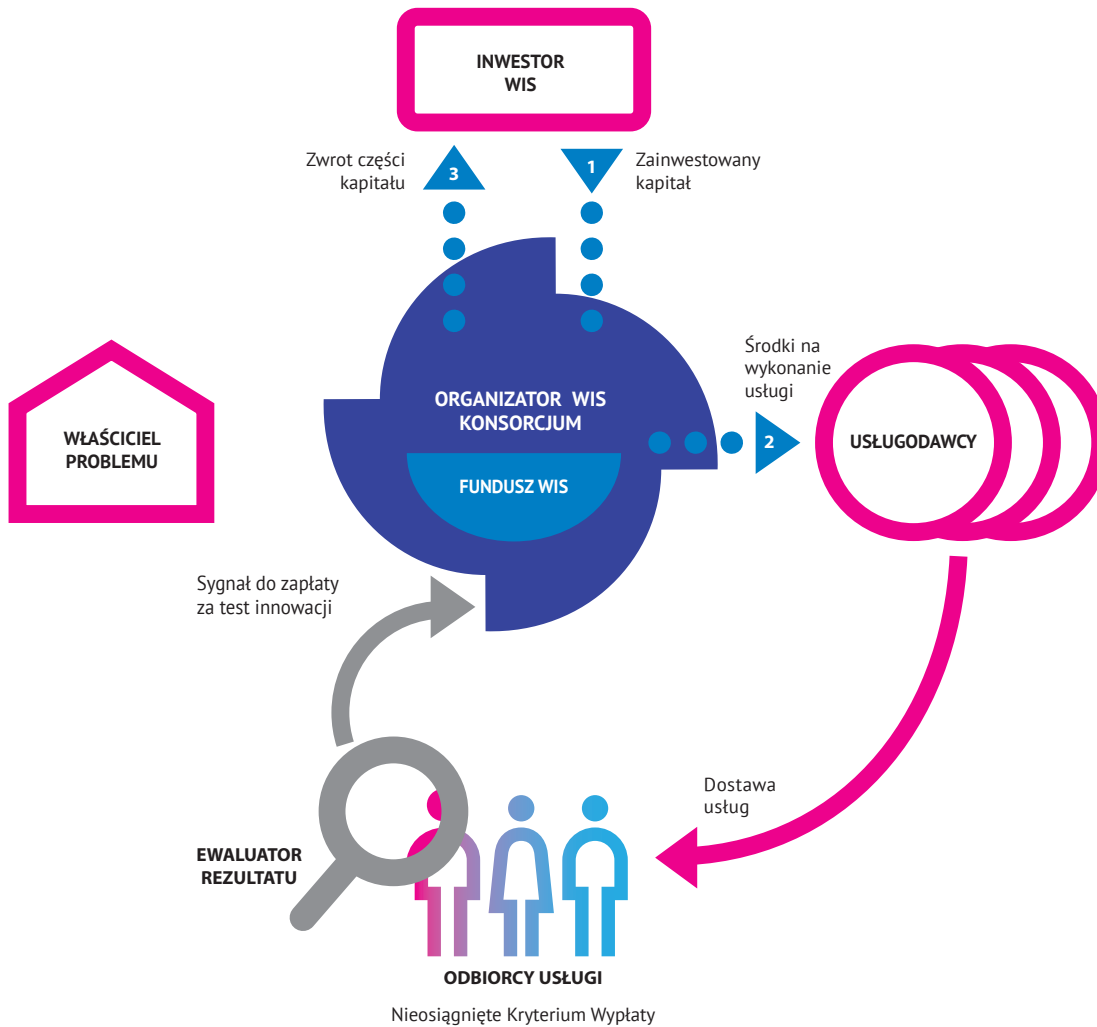 INWESTOR
WIS
Zwrot części
kapitału
3
1
Zainwestowany
kapitał
Środki na
wykonanie
usługi
ORGANIZATOR WIS
KONSORCJUM
FUNDUSZ WIS
2
USŁUGODAWCY
WŁAŚCICIEL
PROBLEMU
Sygnał do zapłaty
za test innowacji
Dostawa
usług
EWALUATOR
REZULTATU
ODBIORCY USŁUGI
Nieosiągnięte Kryterium Wypłaty